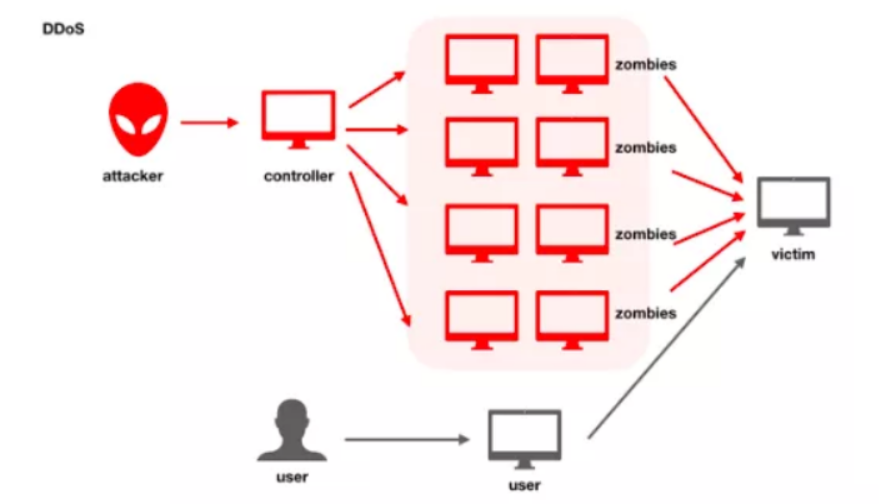 DDoS
zombies
attacker
controller
zombies
zombies
victim
zombies
user
user